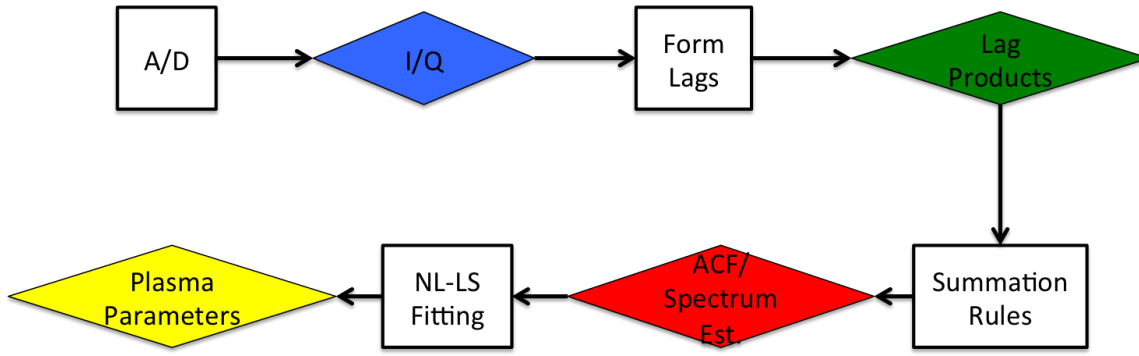 A/D
I/Q
Form
Lags
Lag
Products
Plasma
Parameters
NL-LS
Fitting
ACF/
Spectrum
Est.
Summation
Rules